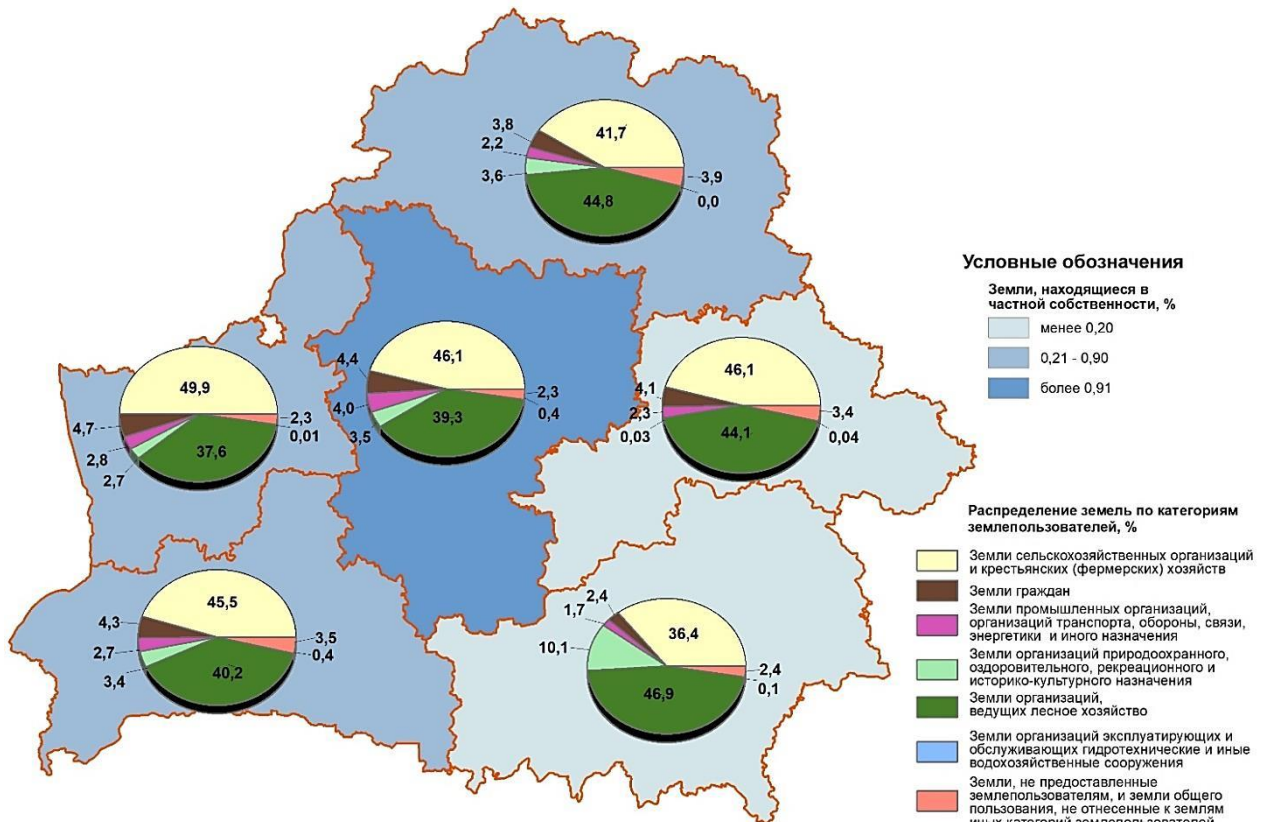 3,8
41,7
2,2
3,6
3,9
44,8
0,0
Условные обозначения
Земли, находящиеся в
частной собственности, %
менее 0,20
0,21 - 0,90
более 0,91
49,9
4,7
2,3
2,8
0,01
37,6
2,7
46,1
4,4
2,3
4,0
0,4
39,3
3,5
46,1
4,1
3,4
2,3
0,04
0,03
44,1
45,5
4,3
3,5
2,7
0,4
40,2
3,4
2,4
1,7
36,4
10,1
2,4
0,1
46,9
Распределение земель по категориям
землепользователей, %
Земли сельскохозяйственных организаций
и крестьянских (фермерских) хозяйств
Земли граждан
Земли промышленных организаций,
организаций транспорта, обороны, связи,
энергетики и иного назначения
Земли организаций природоохранного,
оздоровительного, рекреационного и
историко-культурного назначения
Земли организаций,
ведущих лесное хозяйство
Земли организаций эксплуатирующих и
обслуживающих гидротехнические и иные
водохозяйственные сооружения
Земли, не предоставленные
землепользователям, и земли общего
пользования, не отнесенные к землям
иных категорий землепользователей